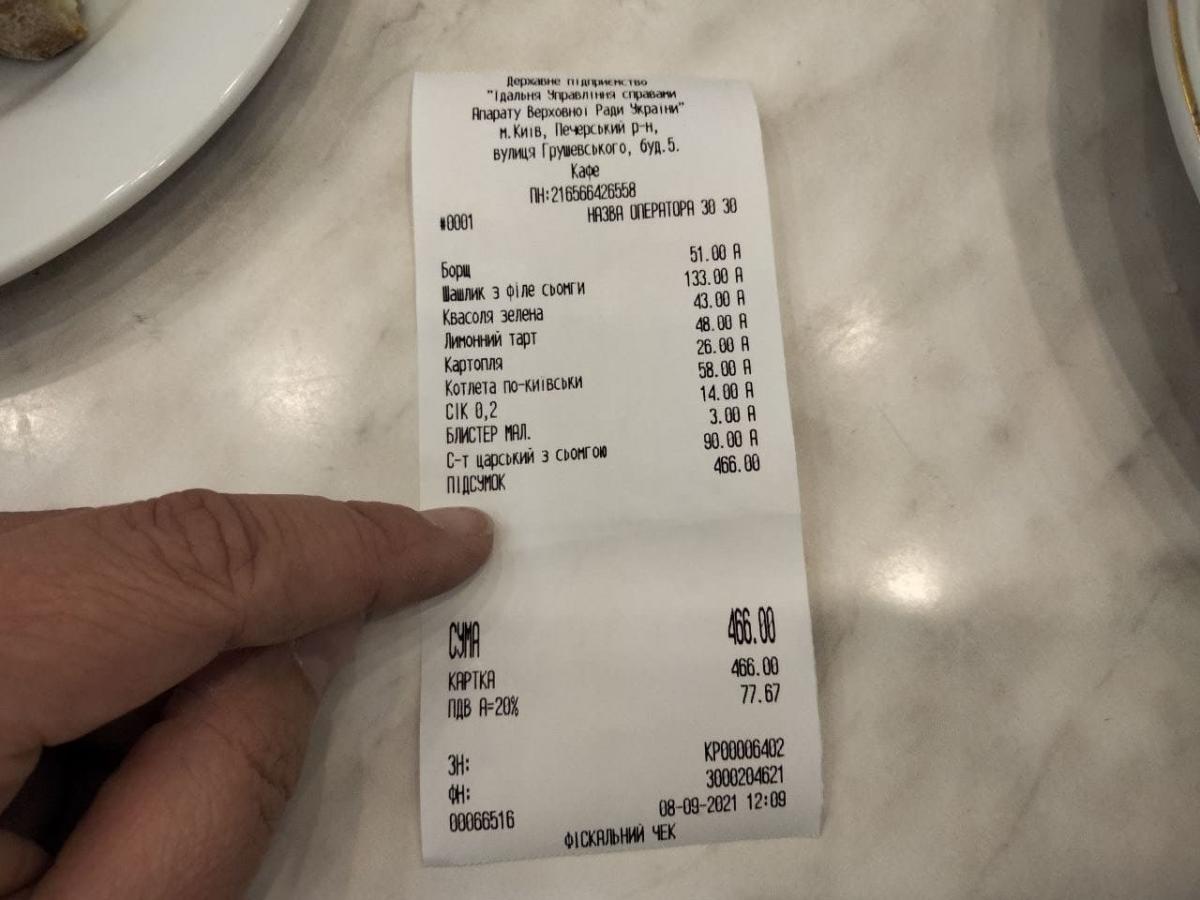 Державне підприємство
"Їдальня Управління справами
Апарату Верховної Ради України"
м.Київ, Печерський р-н,
вулиця Грушевського, буд.5.
Кафе
ПН:216566426558
#0001 НАЗВА ОПЕРАТОРА 30 30
Борщ 51.00 А
Шашлик з філе сьомги 133.00 А
Квасоля зелена 43.00 А
Лимонний тарт 48.00 А
Картопля 26.00 А
Котлета по-київськи 58.00 А
СІК 0,2 14.00 А
БЛИСТЕР МАЛ. 3.00 А
С-т царський з сьомгою 90.00 А
ПІДСУМОК 466.00
СУМА 466.00
КАРТКА 466.00
ПДВ А=20% 77.67
ЗН: КР00006402
ФН: 3000204621
00066516 08-09-2021 12:09
ФІСКАЛЬНИЙ ЧЕК